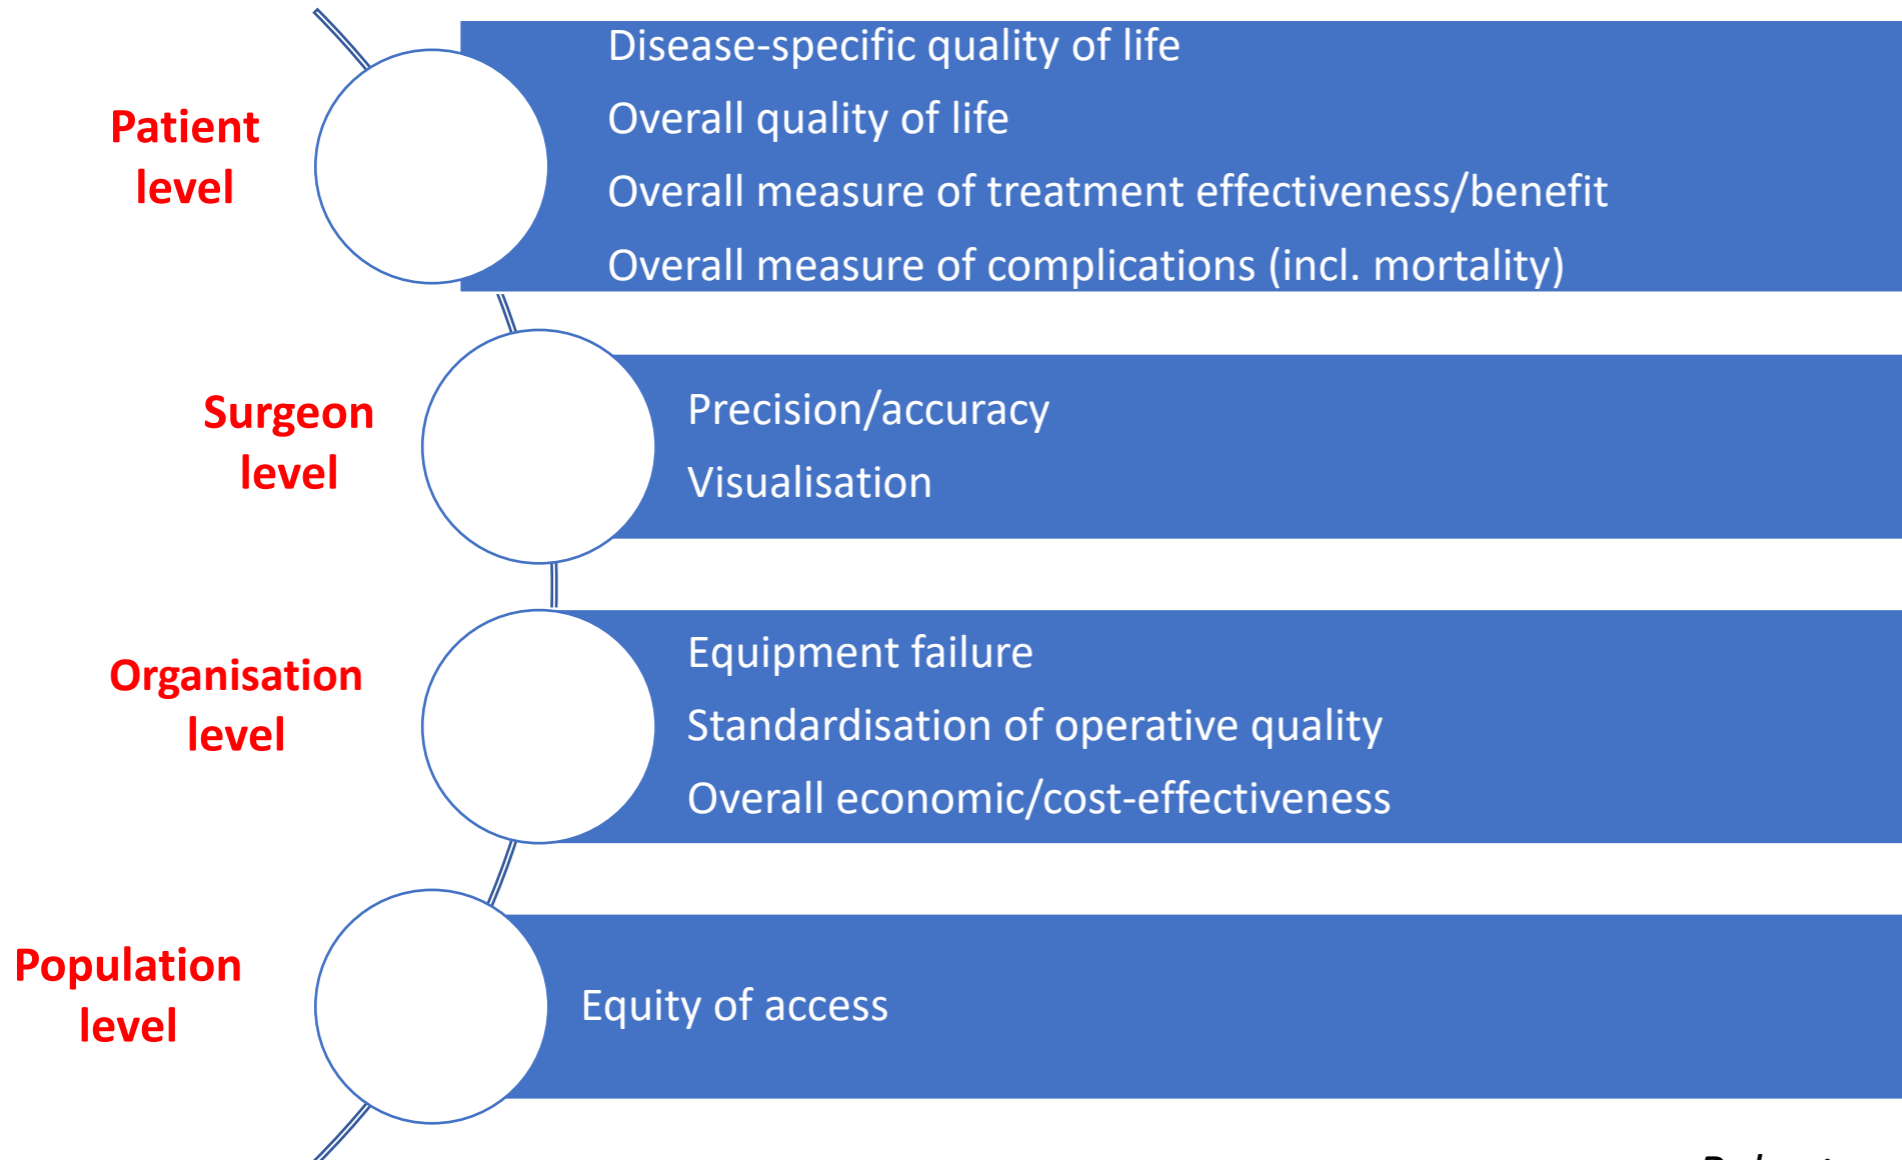 Patient
level
Disease-specific quality of life
Overall quality of life
Overall measure of treatment effectiveness/benefit
Overall measure of complications (incl. mortality)
Surgeon
level
Precision/accuracy
Visualisation
Organisation
level
Equipment failure
Standardisation of operative quality
Overall economic/cost-effectiveness
Population
level
Equity of access